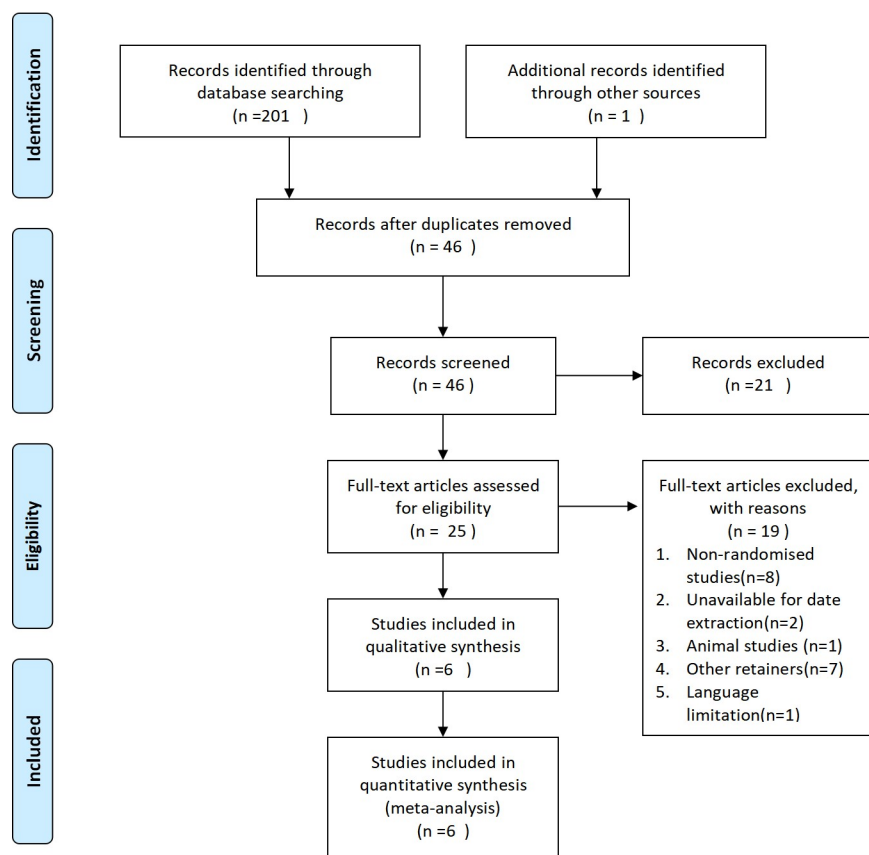 Identification
Records identified through
database searching
(n =201   )
Additional records identified
through other sources
(n = 1   )
Records after duplicates removed
(n = 46   )
Screening
Records screened
(n = 46 )
Records excluded
(n =21   )
Eligibility
Full-text articles assessed
for eligibility
(n =  25 )
Full-text articles excluded,
with reasons
(n = 19 )
1. Non-randomised
studies(n=8)
2. Unavailable for date
extraction(n=2)
3. Animal studies (n=1)
4. Other retainers(n=7)
5. Language
limitation(n=1)
Studies included in
qualitative synthesis
(n =6   )
Included
Studies included in
quantitative synthesis
(meta-analysis)
(n =6   )